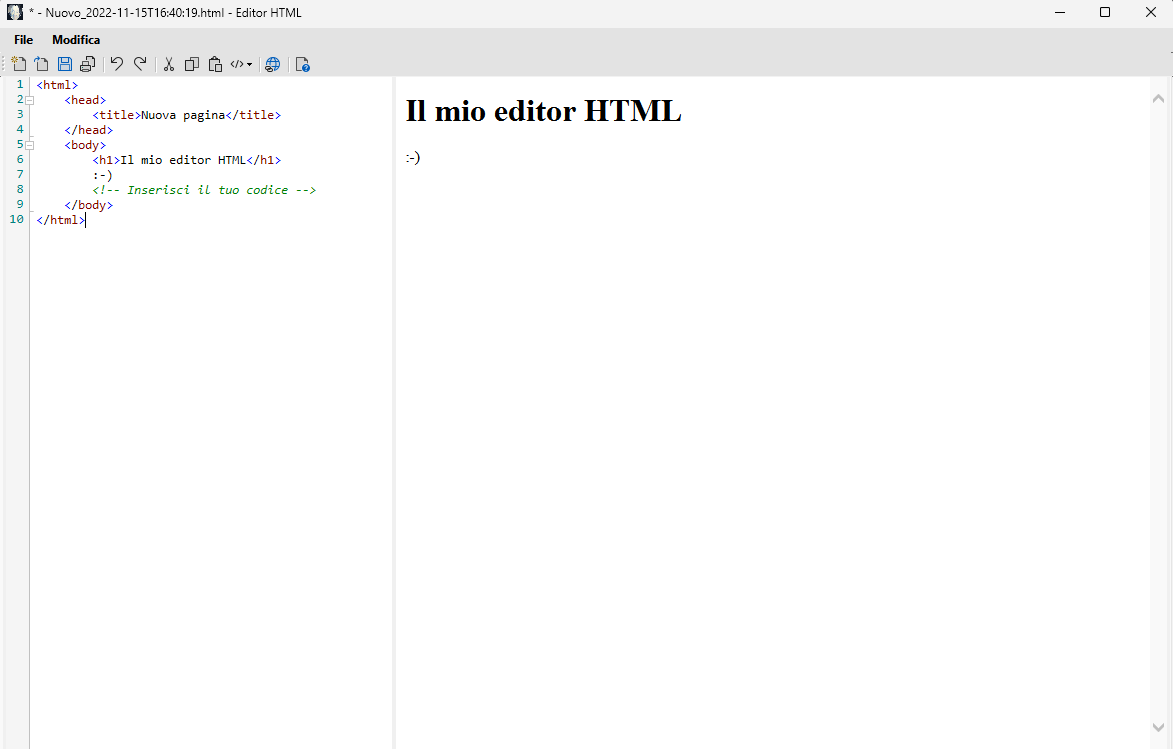 * - Nuovo_2022-11-15T16:40:19.html - Editor HTML
File Modifica
1 <html>
2 <head>
3 <title>Nuova pagina</title>
4 </head>
5 <body>
6 <h1>Il mio editor HTML</h1>
7 :-)
8 <!-- Inserisci il tuo codice -->
9 </body>
10 </html>
Il mio editor HTML
:-)